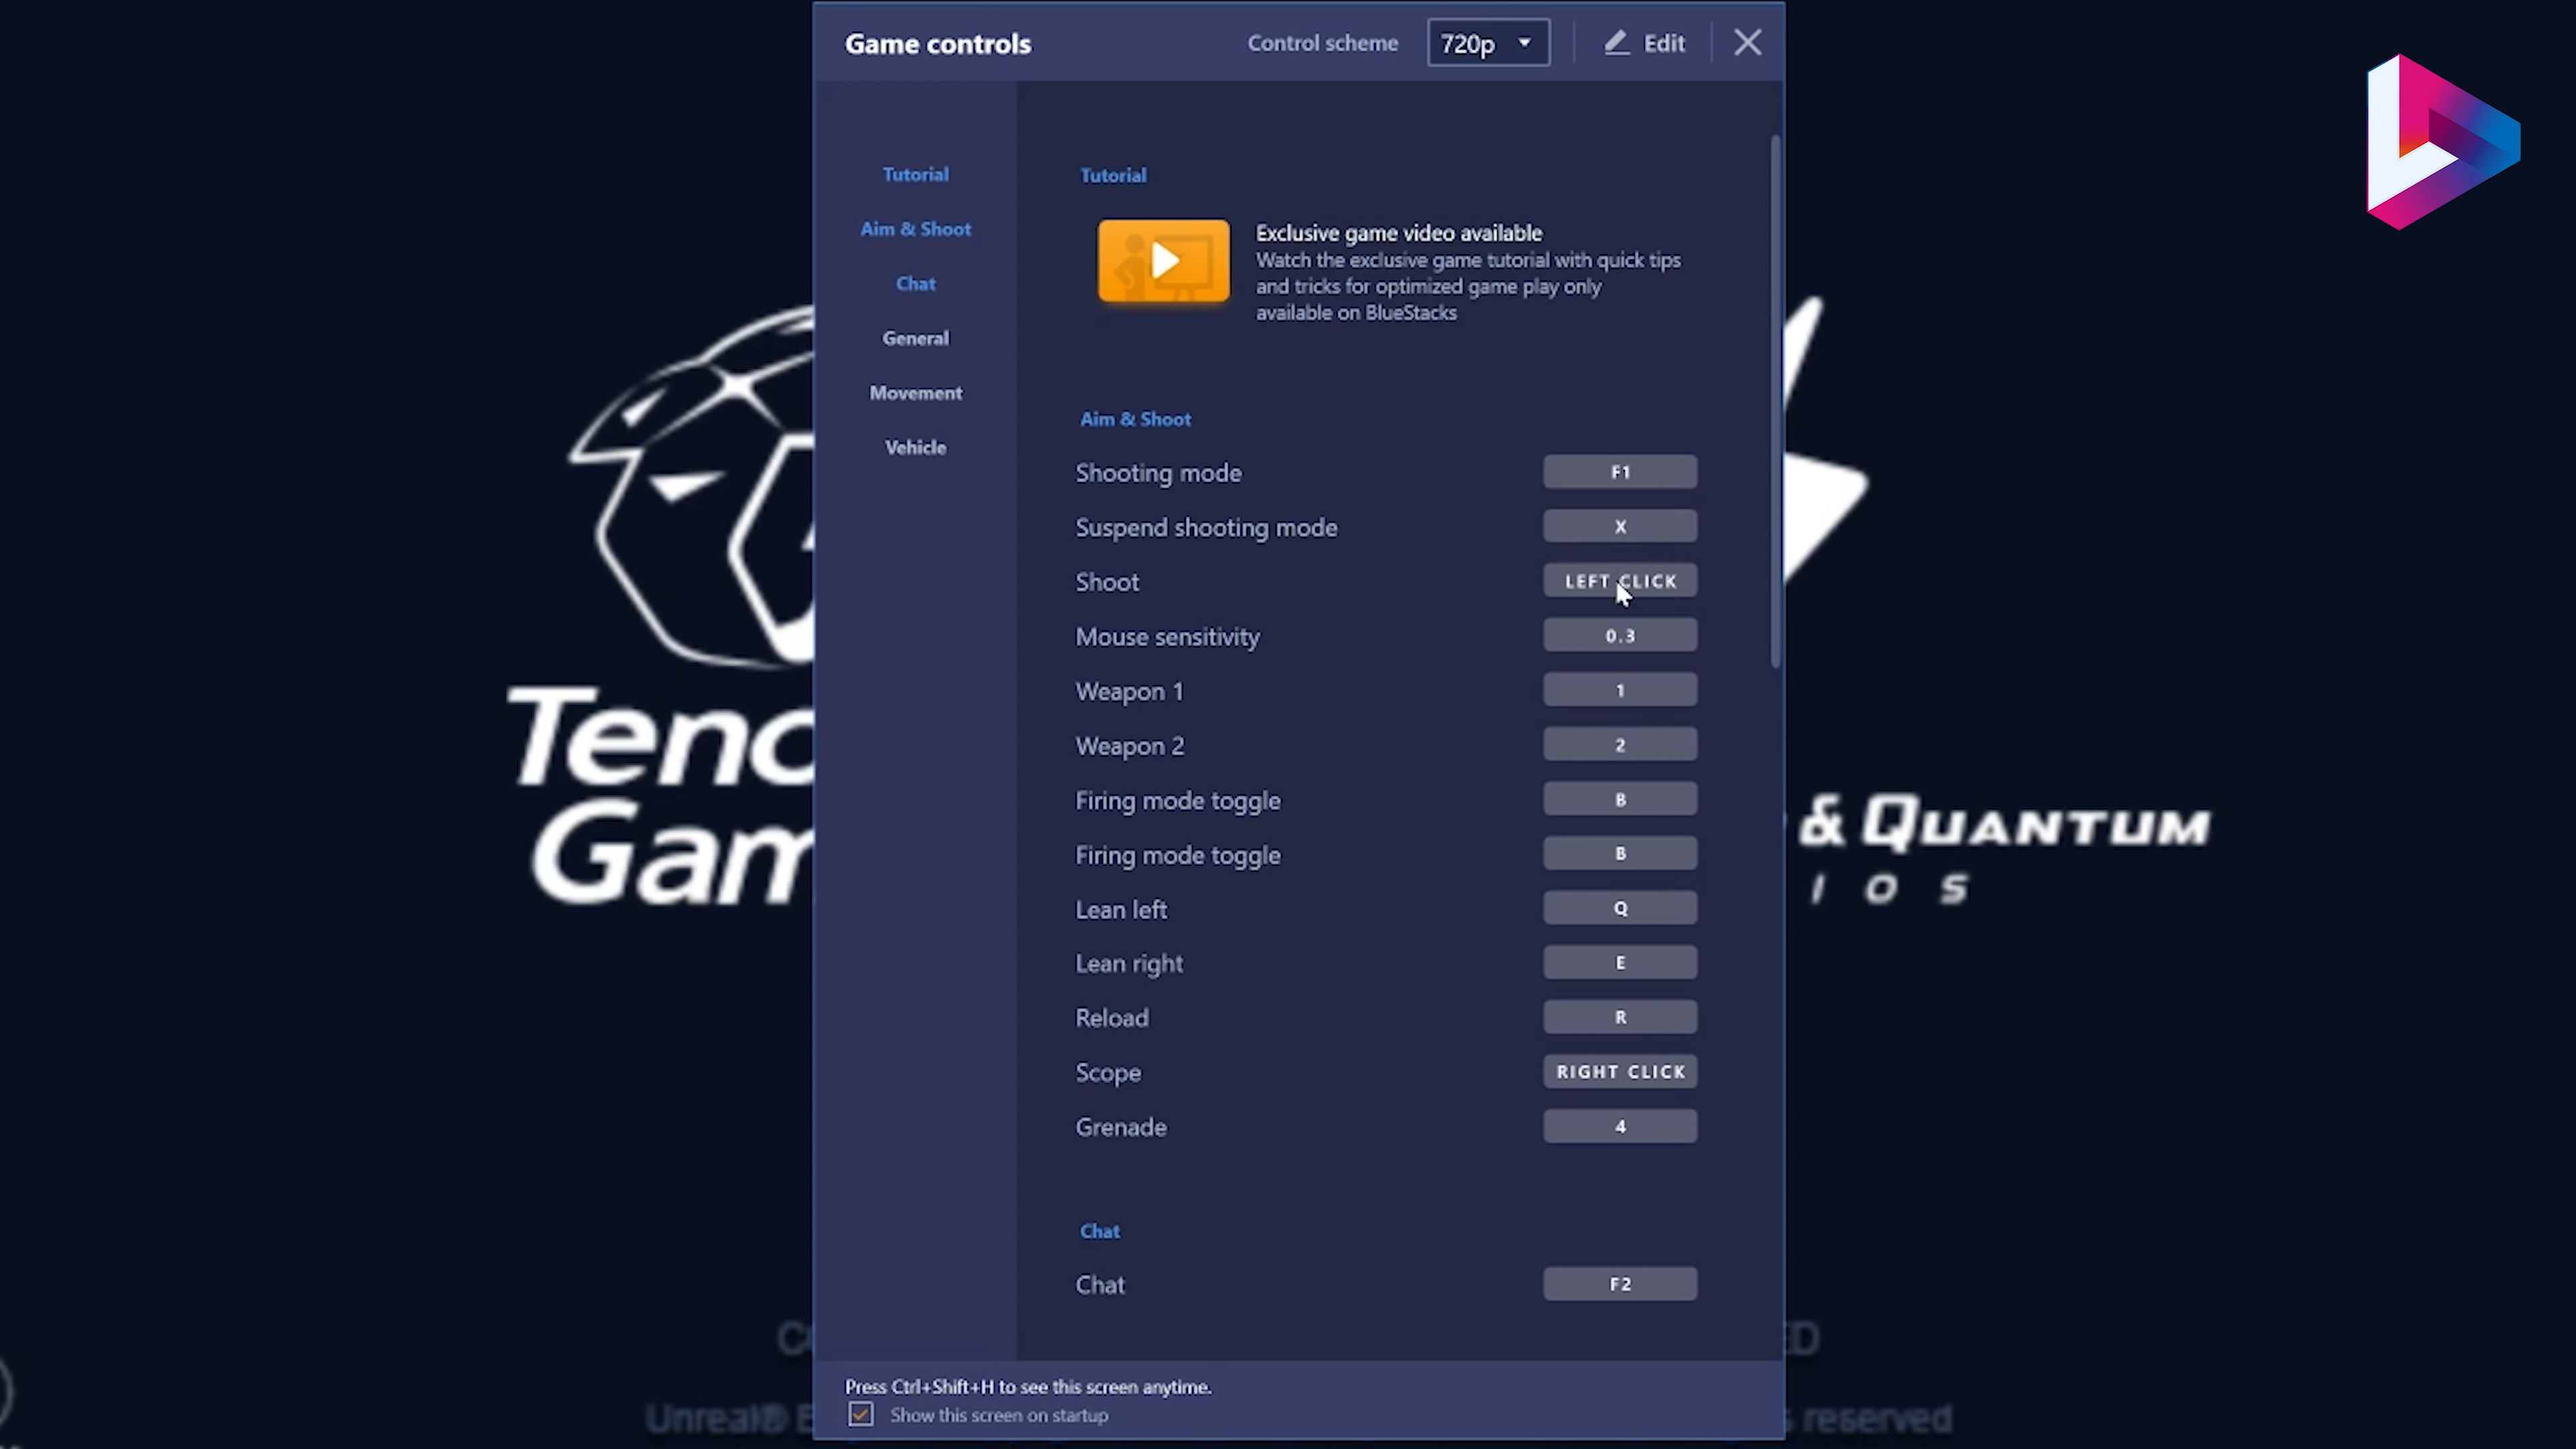 Game controls
Control scheme
720p
Edit
Tutorial
Aim & Shoot
Chat
General
Movement
Vehicle
Tutorial
Exclusive game video available
Watch the exclusive game tutorial with quick tips
and tricks for optimized game play only
available on BlueStacks
Aim & Shoot
Shooting mode F1
Suspend shooting mode X
Shoot LEFT CLICK
Mouse sensitivity 0.3
Weapon 1 1
Weapon 2 2
Firing mode toggle B
Firing mode toggle B
Lean left Q
Lean right E
Reload R
Scope RIGHT CLICK
Grenade 4
Chat
Chat F2
Press Ctrl+Shift+H to see this screen anytime.
Show this screen on startup
Tenc
Gam
& QUANTUM
I O S
Unreal® E
reserved